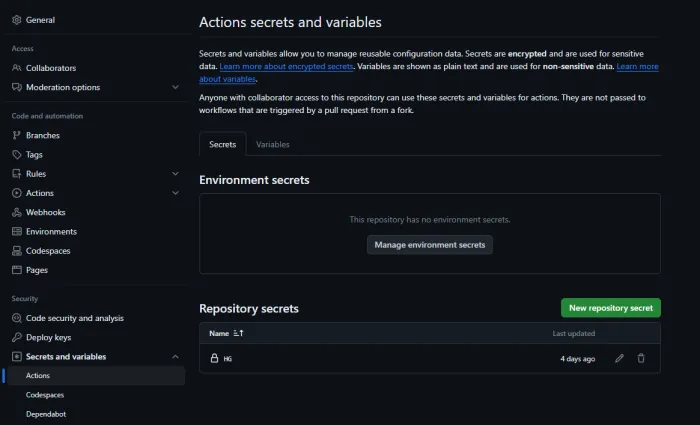 General
Access
Collaborators
Moderation options
Code and automation
Branches
Tags
Rules
Actions
Webhooks
Environments
Codespaces
Pages
Security
Code security and analysis
Deploy keys
Secrets and variables
Actions
Codespaces
Dependabot
Actions secrets and variables
Secrets and variables allow you to manage reusable configuration data. Secrets are encrypted and are used for sensitive
data. Learn more about encrypted secrets. Variables are shown as plain text and are used for non-sensitive data. Learn more
about variables.
Anyone with collaborator access to this repository can use these secrets and variables for actions. They are not passed to
workflows that are triggered by a pull request from a fork.
Secrets Variables
Environment secrets
This repository has no environment secrets.
Manage environment secrets
Repository secrets New repository secret
Name Last updated
HG 4 days ago